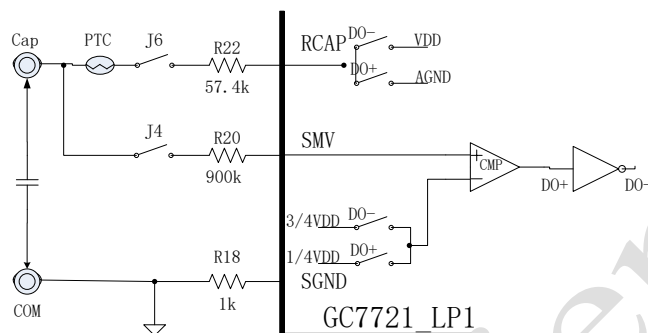 Cap
PTC
J6
R22
57.4k
RCAP
DO-
VDD
DO+
AGND
J4
R20
900k
SMV
CMP
DO+
DO-
3/4VDD
DO-
1/4VDD
DO+
R18
1k
SGND
COM
GC7721_LP1